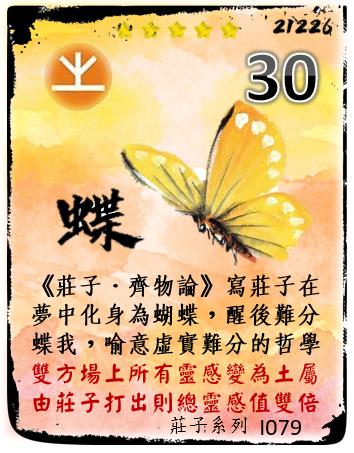 21226
30
蝶
《莊子·齊物論》寫莊子在
夢中化身為蝴蝶，醒後難分
蝶我，喻意虛實難分的哲學
雙方場上所有靈感變為土屬
由莊子打出則總靈感值雙倍
莊子系列 I079